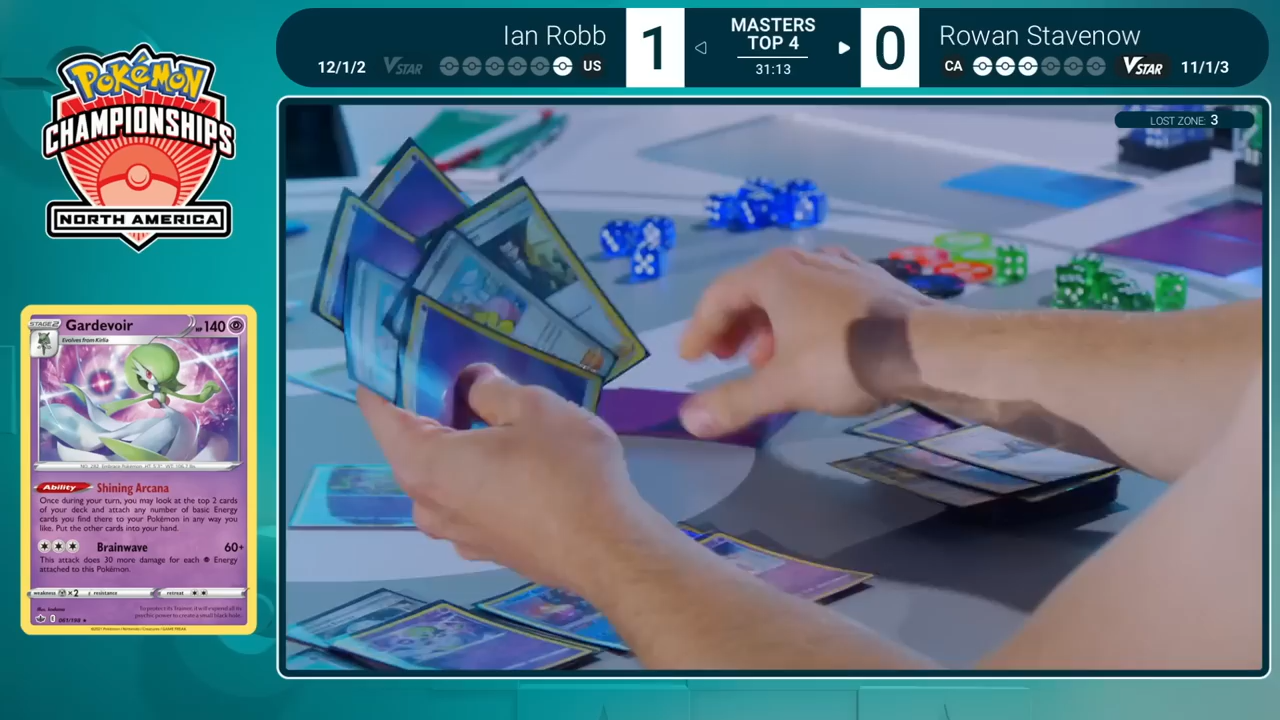 Ian Robb
1
MASTERS
TOP 4
31:13
0
Rowan Stavenow
12/1/2
VSTAR
US
CA
VSTAR
11/1/3
LOST ZONE: 3
Pokémon
CHAMPIONSHIPS
NORTH AMERICA
STAGE 2
Gardevoir
HP 140
Evolves from Kirlia
Ability Shining Arcana
Once during your turn, you may look at the top 2 cards
of your deck and attach any number of basic Energy
cards you find there to your Pokémon in any way you
like. Put the other cards into your hand.
Brainwave 60+
This attack does 30 more damage for each Energy
attached to this Pokémon.
weakness ×2 resistance retreat
061/198